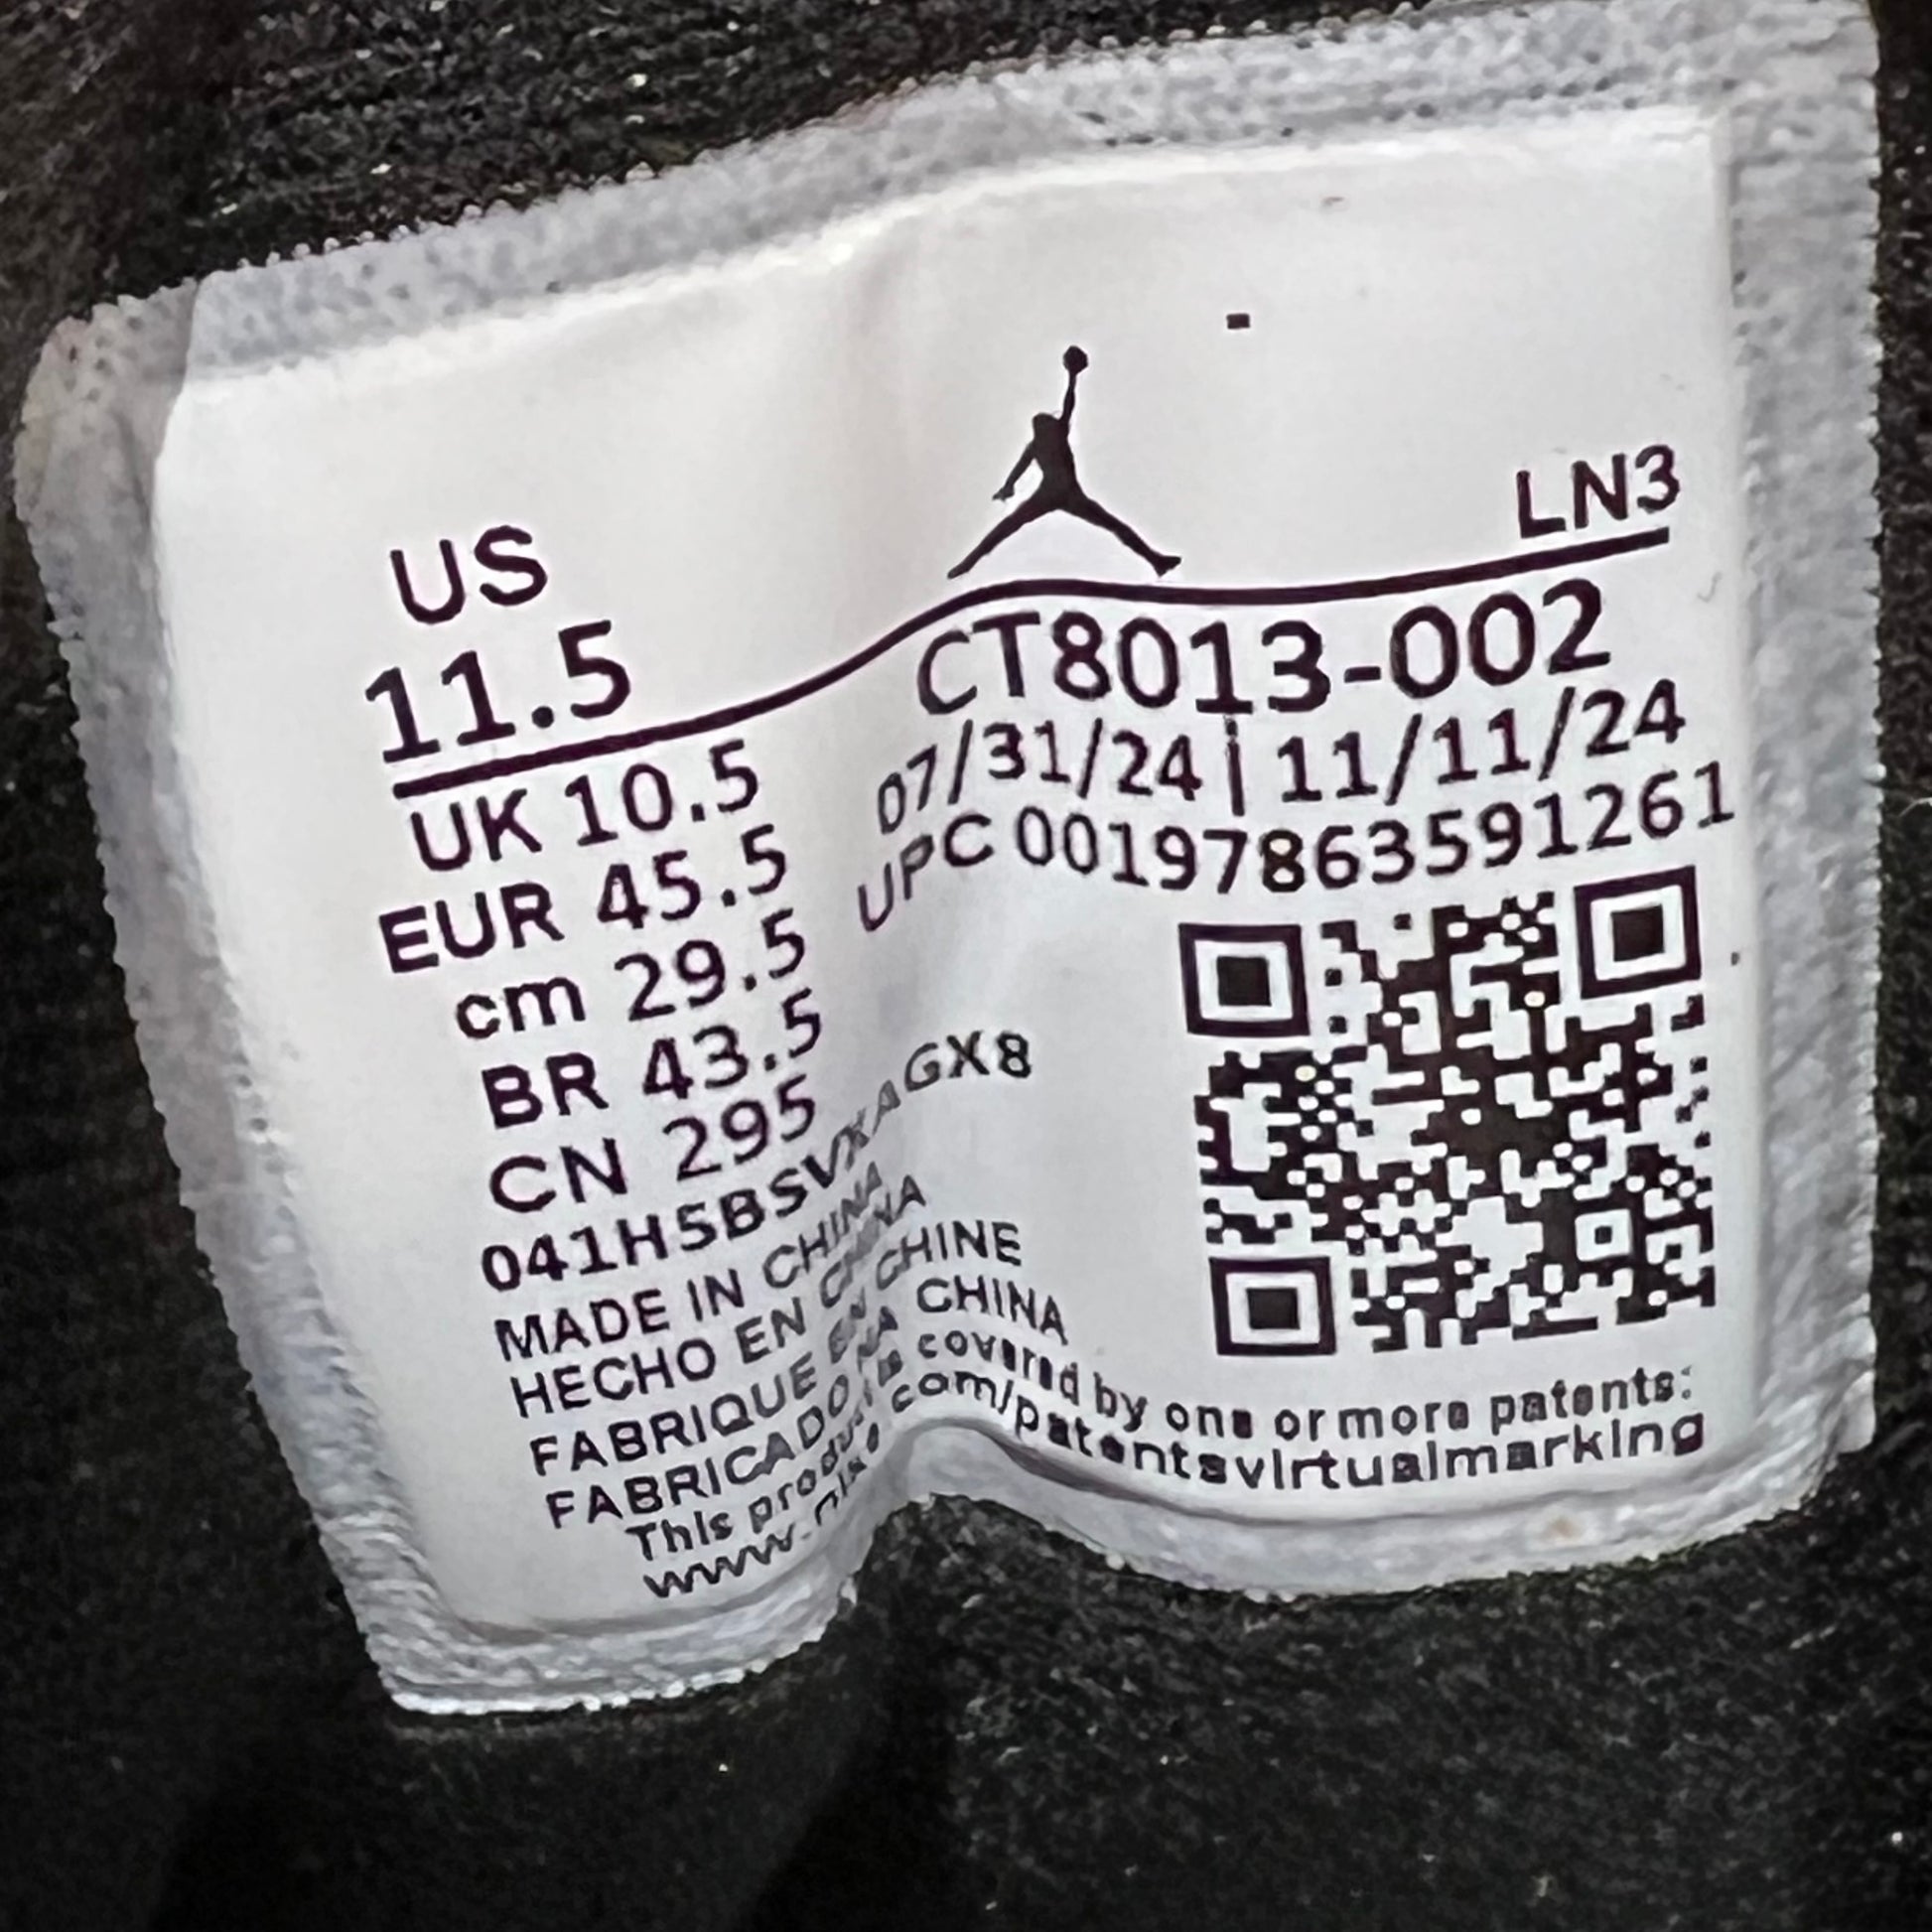 LN3
US
11.5
CT8013-002
07/31/24 | 11/11/24
UPC 00197863591261
UK 10.5
EUR 45.5
cm 29.5
BR 43.5
CN 295
041H5BSVXAGX8
MADE IN CHINA
HECHO EN CHINA
FABRIQUE EN CHINE
FABRICADO NA CHINA
This product is covered by one or more patents:
www.nike.com/patentsvirtualmarking